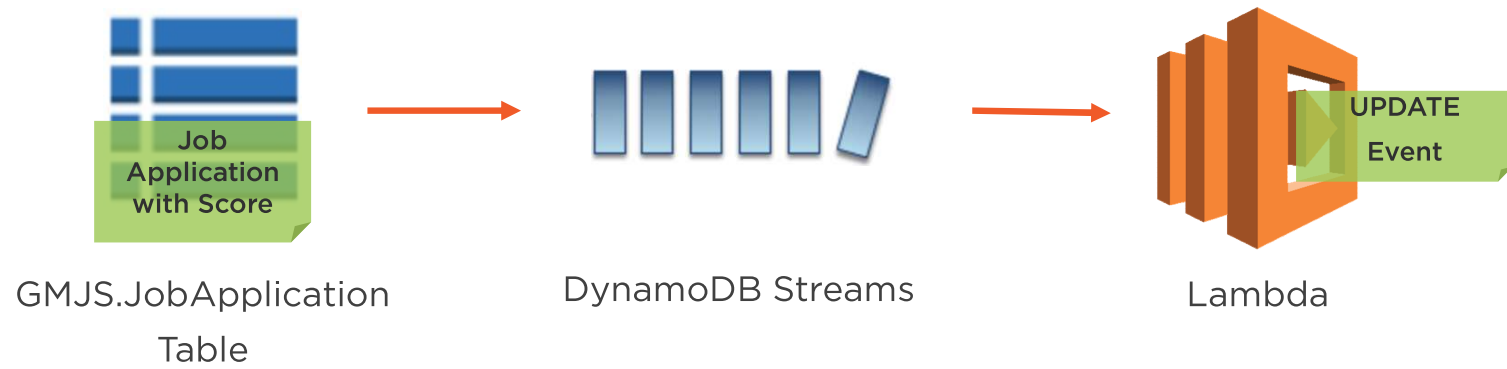 Job
Application
with Score
GMJS.JobApplication
Table
DynamoDB Streams
UPDATE
Event
Lambda